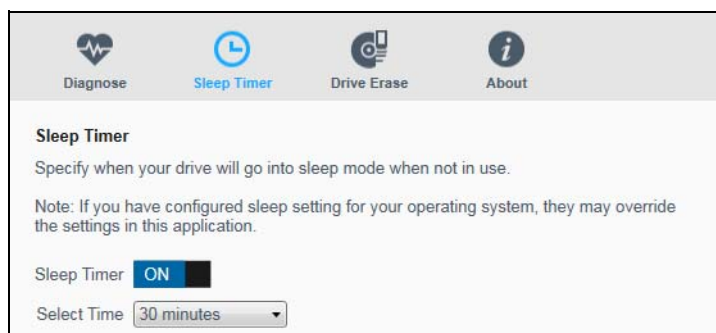 Diagnose
Sleep Timer
Drive Erase
About
Sleep Timer
Specify when your drive will go into sleep mode when not in use.
Note: If you have configured sleep setting for your operating system, they may override
the settings in this application.
Sleep Timer ON
Select Time 30 minutes